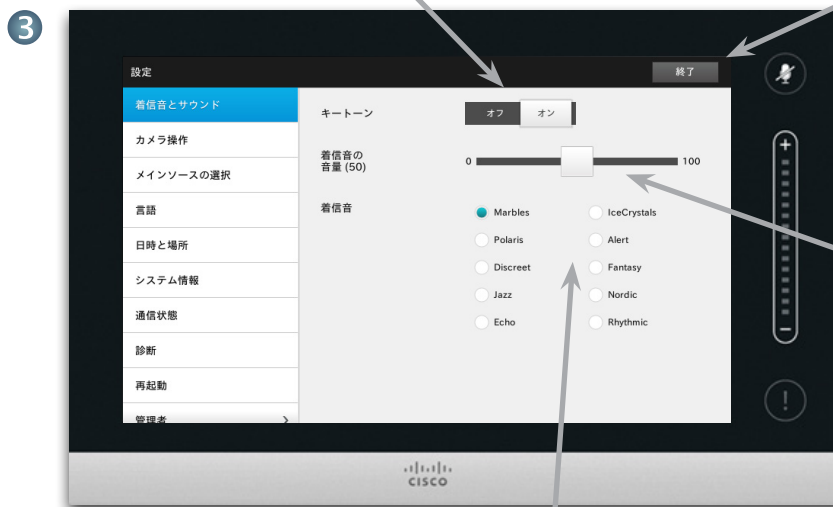 3
設定
終了
着信音とサウンド
カメラ操作
メインソースの選択
言語
日時と場所
システム情報
通信状態
診断
再起動
管理者
キートーン
オフ オン
着信音の
音量 (50)
0 100
着信音
Marbles IceCrystals
Polaris Alert
Discreet Fantasy
Jazz Nordic
Echo Rhythmic
+
-
!
CISCO